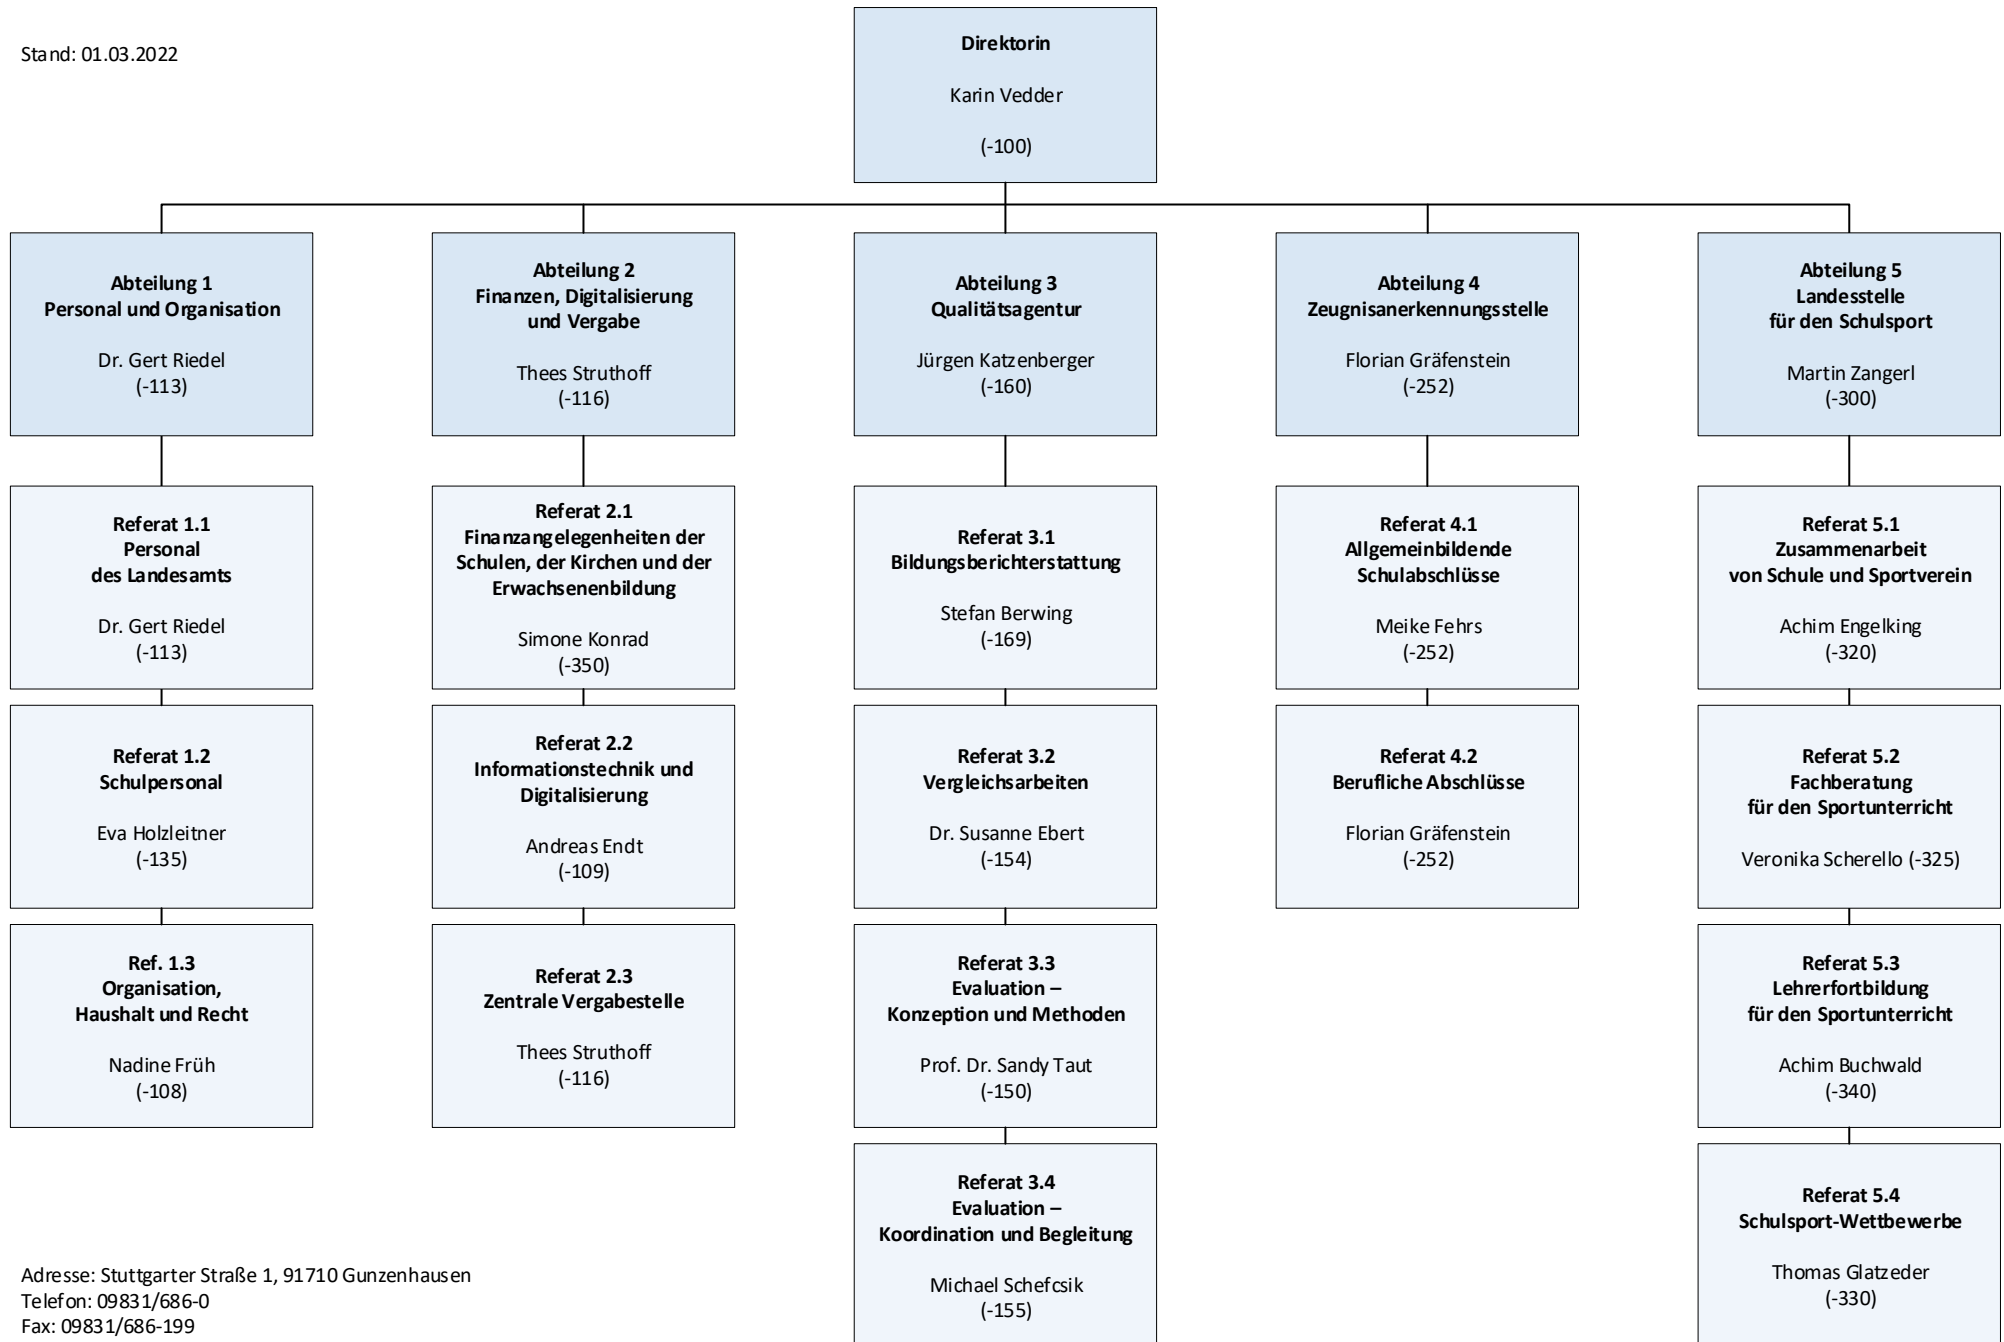 Stand: 01.03.2022
Direktorin
Karin Vedder
(-100)
Abteilung 1
Personal und Organisation
Dr. Gert Riedel
(-113)
Abteilung 2
Finanzen, Digitalisierung
und Vergabe
Thees Struthoff
(-116)
Abteilung 3
Qualitätsagentur
Jürgen Katzenberger
(-160)
Abteilung 4
Zeugnisanerkennungsstelle
Florian Gräfenstein
(-252)
Abteilung 5
Landesstelle
für den Schulsport
Martin Zangerl
(-300)
Referat 1.1
Personal
des Landesamts
Dr. Gert Riedel
(-113)
Referat 2.1
Finanzangelegenheiten der
Schulen, der Kirchen und der
Erwachsenenbildung
Simone Konrad
(-350)
Referat 3.1
Bildungsberichterstattung
Stefan Berwing
(-169)
Referat 4.1
Allgemeinbildende
Schulabschlüsse
Meike Fehrs
(-252)
Referat 5.1
Zusammenarbeit
von Schule und Sportverein
Achim Engelking
(-320)
Referat 1.2
Schulpersonal
Eva Holzleitner
(-135)
Referat 2.2
Informationstechnik und
Digitalisierung
Andreas Endt
(-109)
Referat 3.2
Vergleichsarbeiten
Dr. Susanne Ebert
(-154)
Referat 4.2
Berufliche Abschlüsse
Florian Gräfenstein
(-252)
Referat 5.2
Fachberatung
für den Sportunterricht
Veronika Scherello (-325)
Ref. 1.3
Organisation,
Haushalt und Recht
Nadine Früh
(-108)
Referat 2.3
Zentrale Vergabestelle
Thees Struthoff
(-116)
Referat 3.3
Evaluation –
Konzeption und Methoden
Prof. Dr. Sandy Taut
(-150)
Referat 5.3
Lehrerfortbildung
für den Sportunterricht
Achim Buchwald
(-340)
Referat 3.4
Evaluation –
Koordination und Begleitung
Michael Schefcsik
(-155)
Referat 5.4
Schulsport-Wettbewerbe
Thomas Glatzeder
(-330)
Adresse: Stuttgarter Straße 1, 91710 Gunzenhausen
Telefon: 09831/686-0
Fax: 09831/686-199